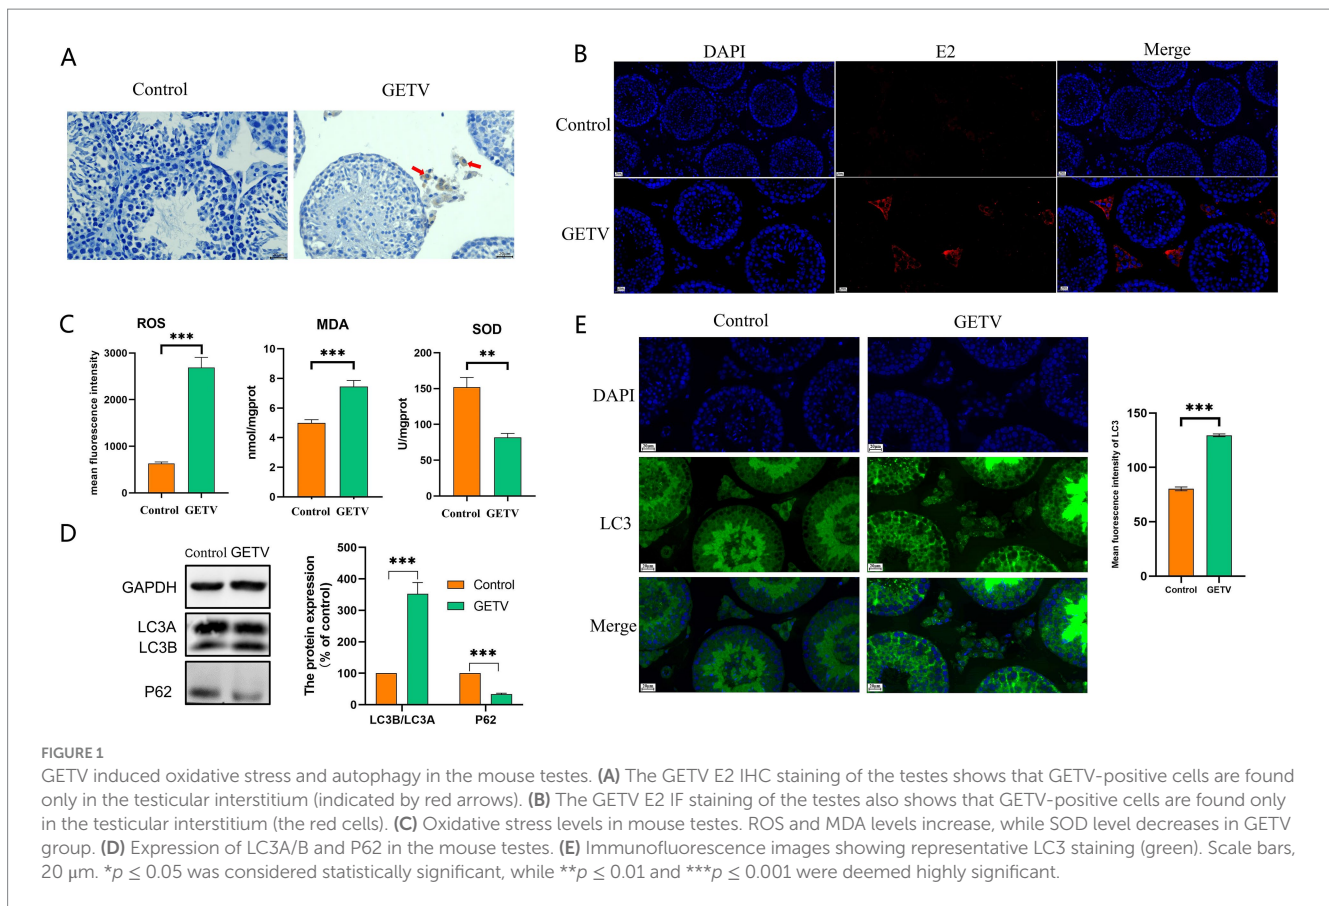 A
Control
GETV
B
DAPI
E2
Merge
Control
GETV
C
ROS
***
mean fluorescence intensity
3000
2000
1000
0
Control GETV
MDA
***
nmol/mgprot
10
8
6
4
2
0
Control GETV
SOD
**
U/mgprot
200
150
100
50
0
Control GETV
D
Control GETV
GAPDH
LC3A
LC3B
P62
The protein expression
(% of control)
500
400
300
200
100
0
***
***
Control
GETV
LC3B/LC3A
P62
E
Control
GETV
DAPI
LC3
Merge
20μm
20μm
20μm
20μm
20μm
20μm
Mean fluorescence intensity of LC3
150
100
50
0
***
Control
GETV
FIGURE 1
GETV induced oxidative stress and autophagy in the mouse testes. (A) The GETV E2 IHC staining of the testes shows that GETV-positive cells are found
only in the testicular interstitium (indicated by red arrows). (B) The GETV E2 IF staining of the testes also shows that GETV-positive cells are found only
in the testicular interstitium (the red cells). (C) Oxidative stress levels in mouse testes. ROS and MDA levels increase, while SOD level decreases in GETV
group. (D) Expression of LC3A/B and P62 in the mouse testes. (E) Immunofluorescence images showing representative LC3 staining (green). Scale bars,
20 μm. *p ≤ 0.05 was considered statistically significant, while **p ≤ 0.01 and ***p ≤ 0.001 were deemed highly significant.